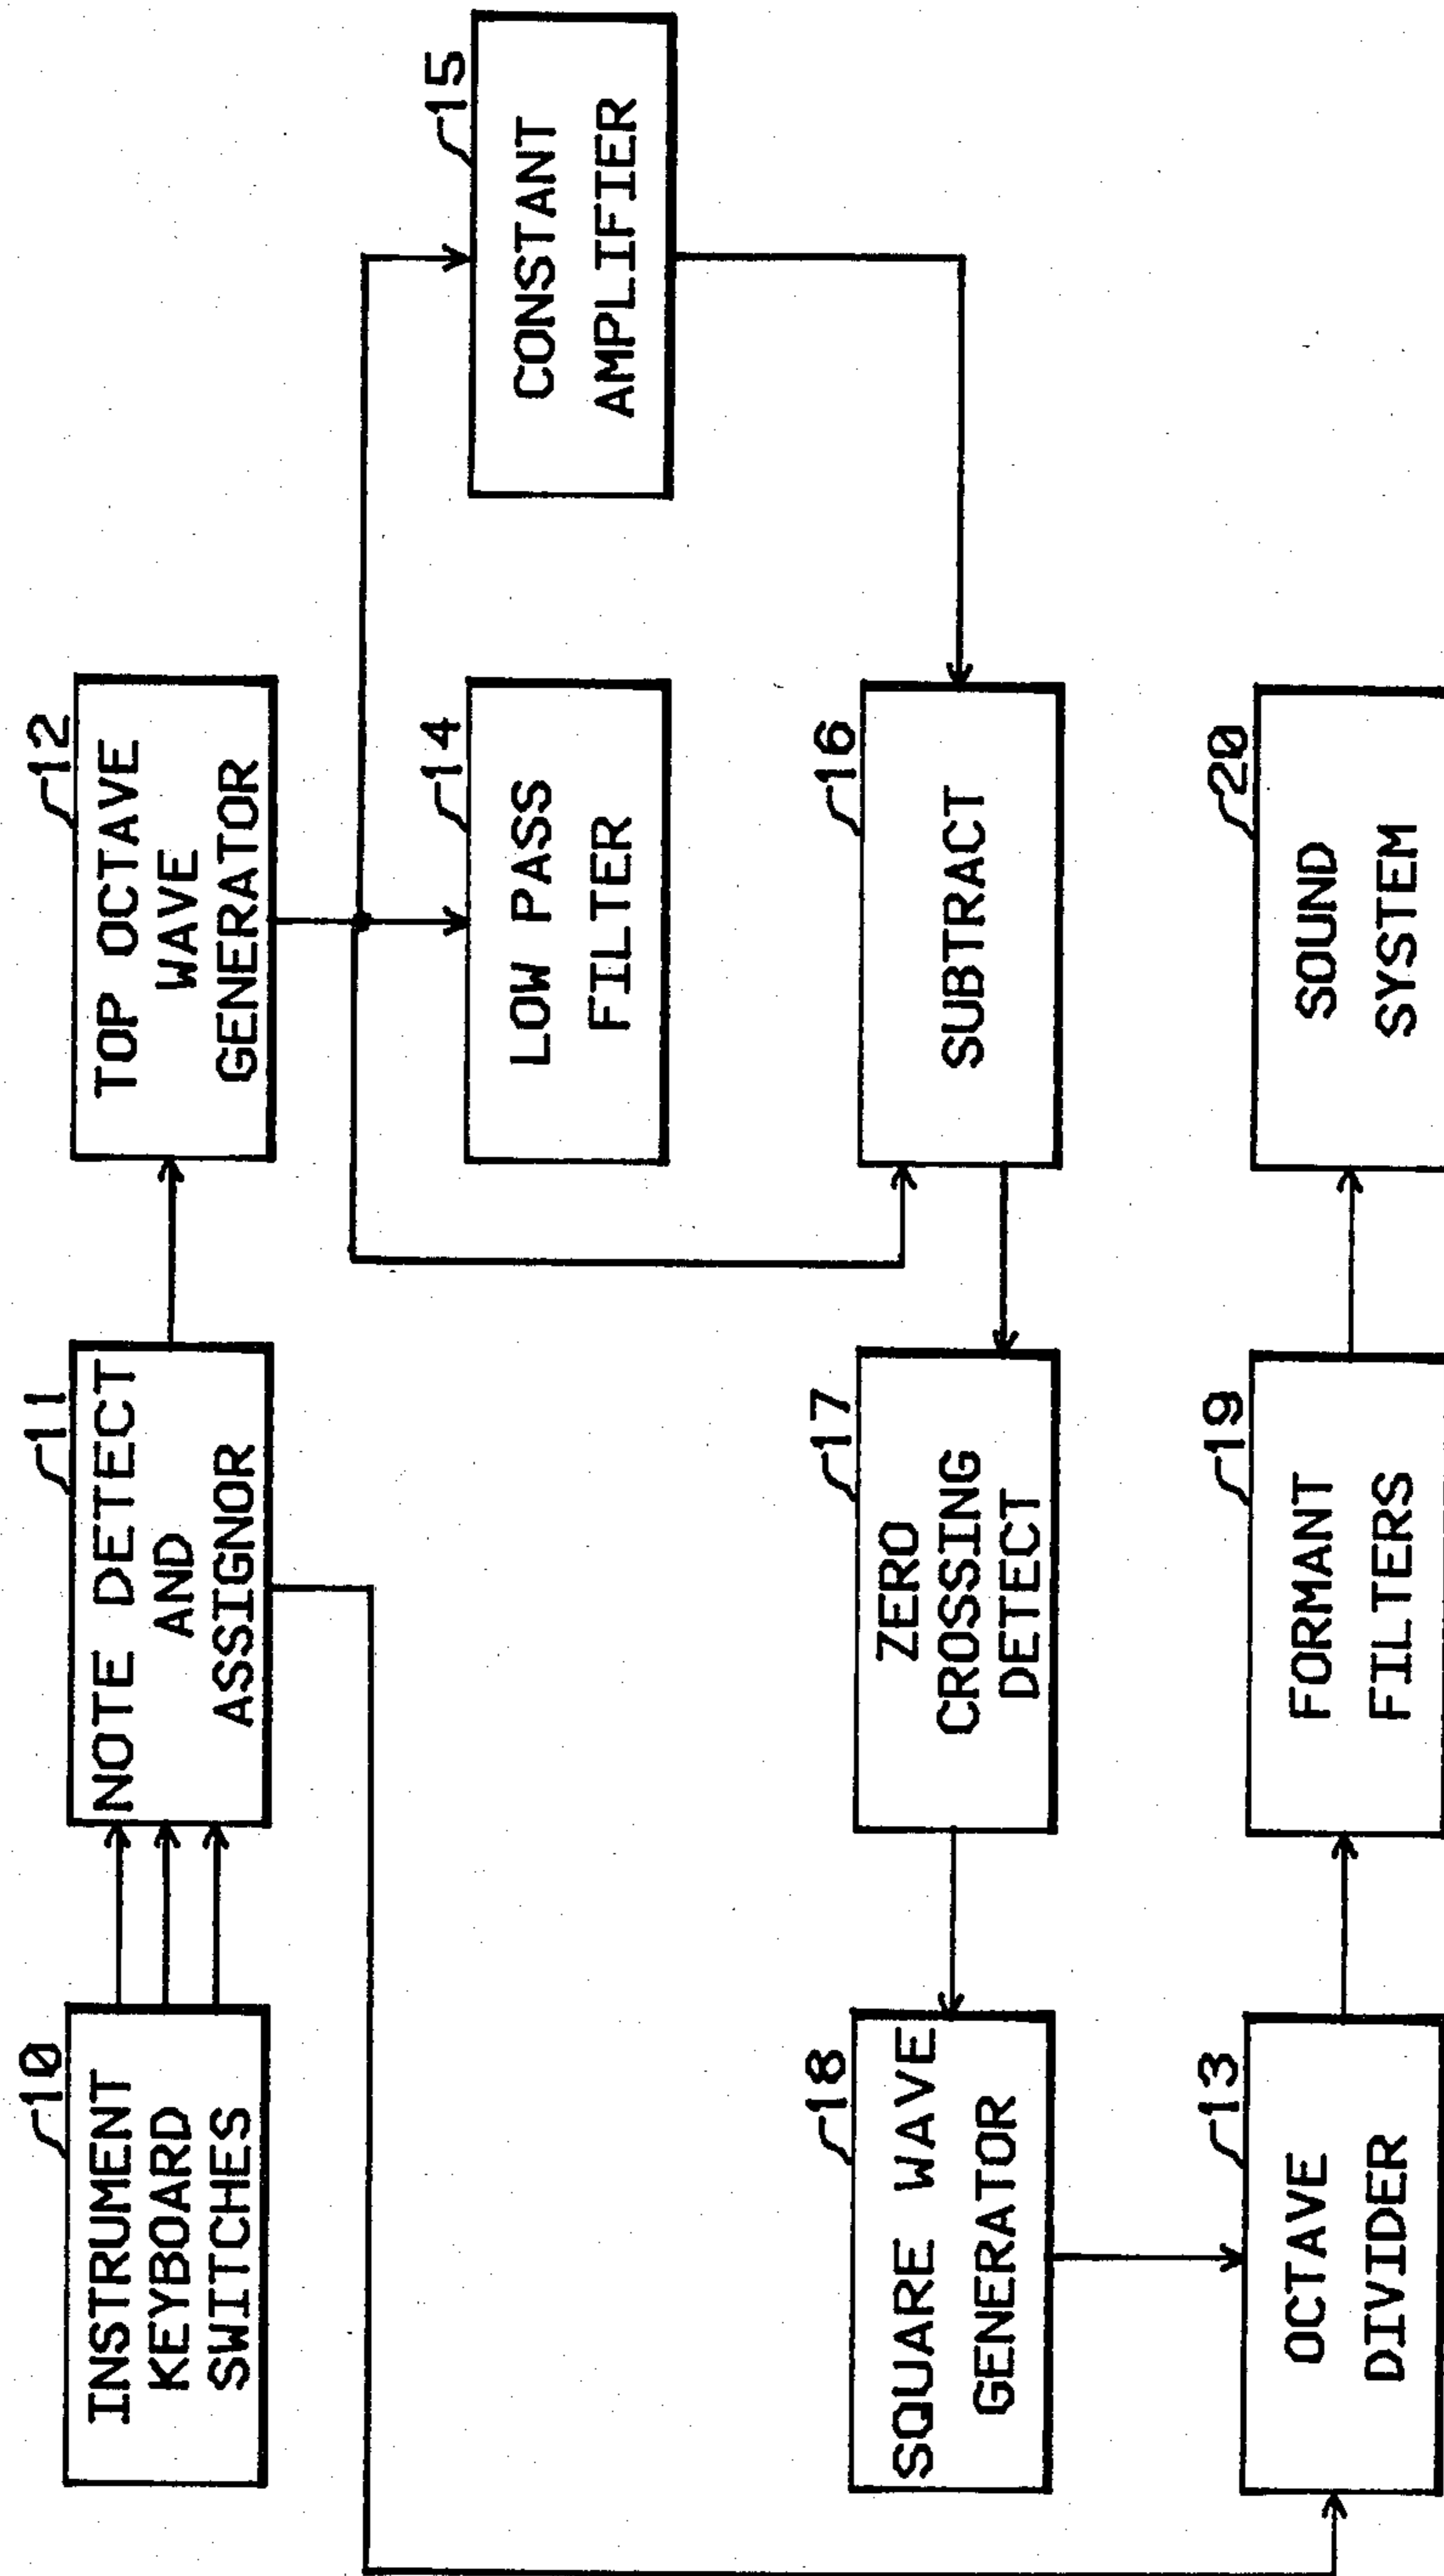 10
INSTRUMENT
KEYBOARD
SWITCHES
11
NOTE DETECT
AND
ASSIGNOR
12
TOP OCTAVE
WAVE
GENERATOR
14
LOW PASS
FILTER
15
CONSTANT
AMPLIFIER
18
SQUARE WAVE
GENERATOR
17
ZERO
CROSSING
DETECT
16
SUBTRACT
13
OCTAVE
DIVIDER
19
FORMANT
FILTERS
20
SOUND
SYSTEM